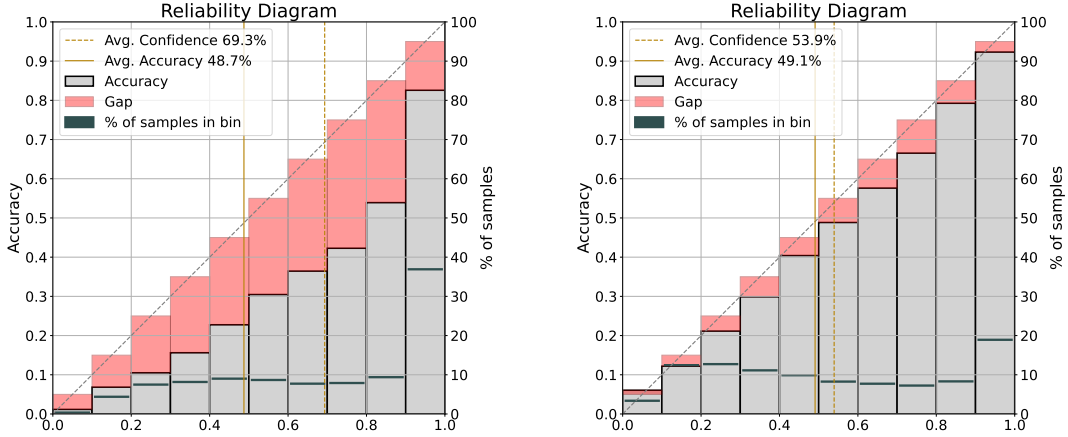 Reliability Diagram
Avg. Confidence 69.3%
Avg. Accuracy 48.7%
Accuracy
Gap
% of samples in bin
Accuracy
1.0
0.9
0.8
0.7
0.6
0.5
0.4
0.3
0.2
0.1
0.0
0.0 0.2 0.4 0.6 0.8 1.0
100
90
80
70
60
50
40
30
20
10
0
% of samples
Reliability Diagram
Avg. Confidence 53.9%
Avg. Accuracy 49.1%
Accuracy
Gap
% of samples in bin
Accuracy
1.0
0.9
0.8
0.7
0.6
0.5
0.4
0.3
0.2
0.1
0.0
0.0 0.2 0.4 0.6 0.8 1.0
100
90
80
70
60
50
40
30
20
10
0
% of samples